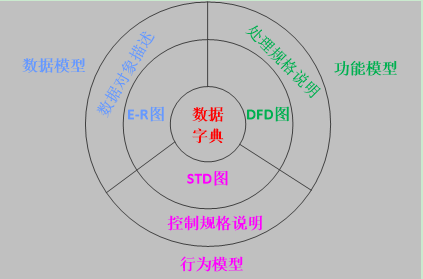 数据模型
数据对象描述
处理规格说明
功能模型
E-R图
数据
字典
DFD图
STD图
控制规格说明
行为模型